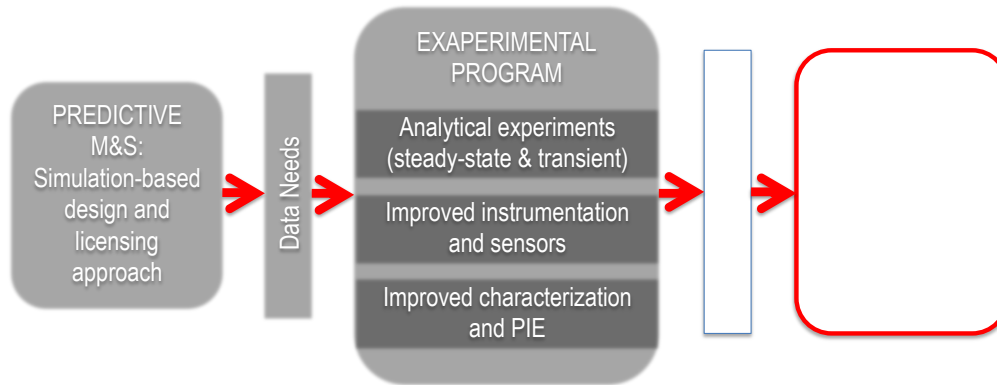 PREDICTIVE
M&S:
Simulation-based
design and
licensing
approach
Data Needs
EXAPERIMENTAL
PROGRAM
Analytical experiments
(steady-state & transient)
Improved instrumentation
and sensors
Improved characterization
and PIE